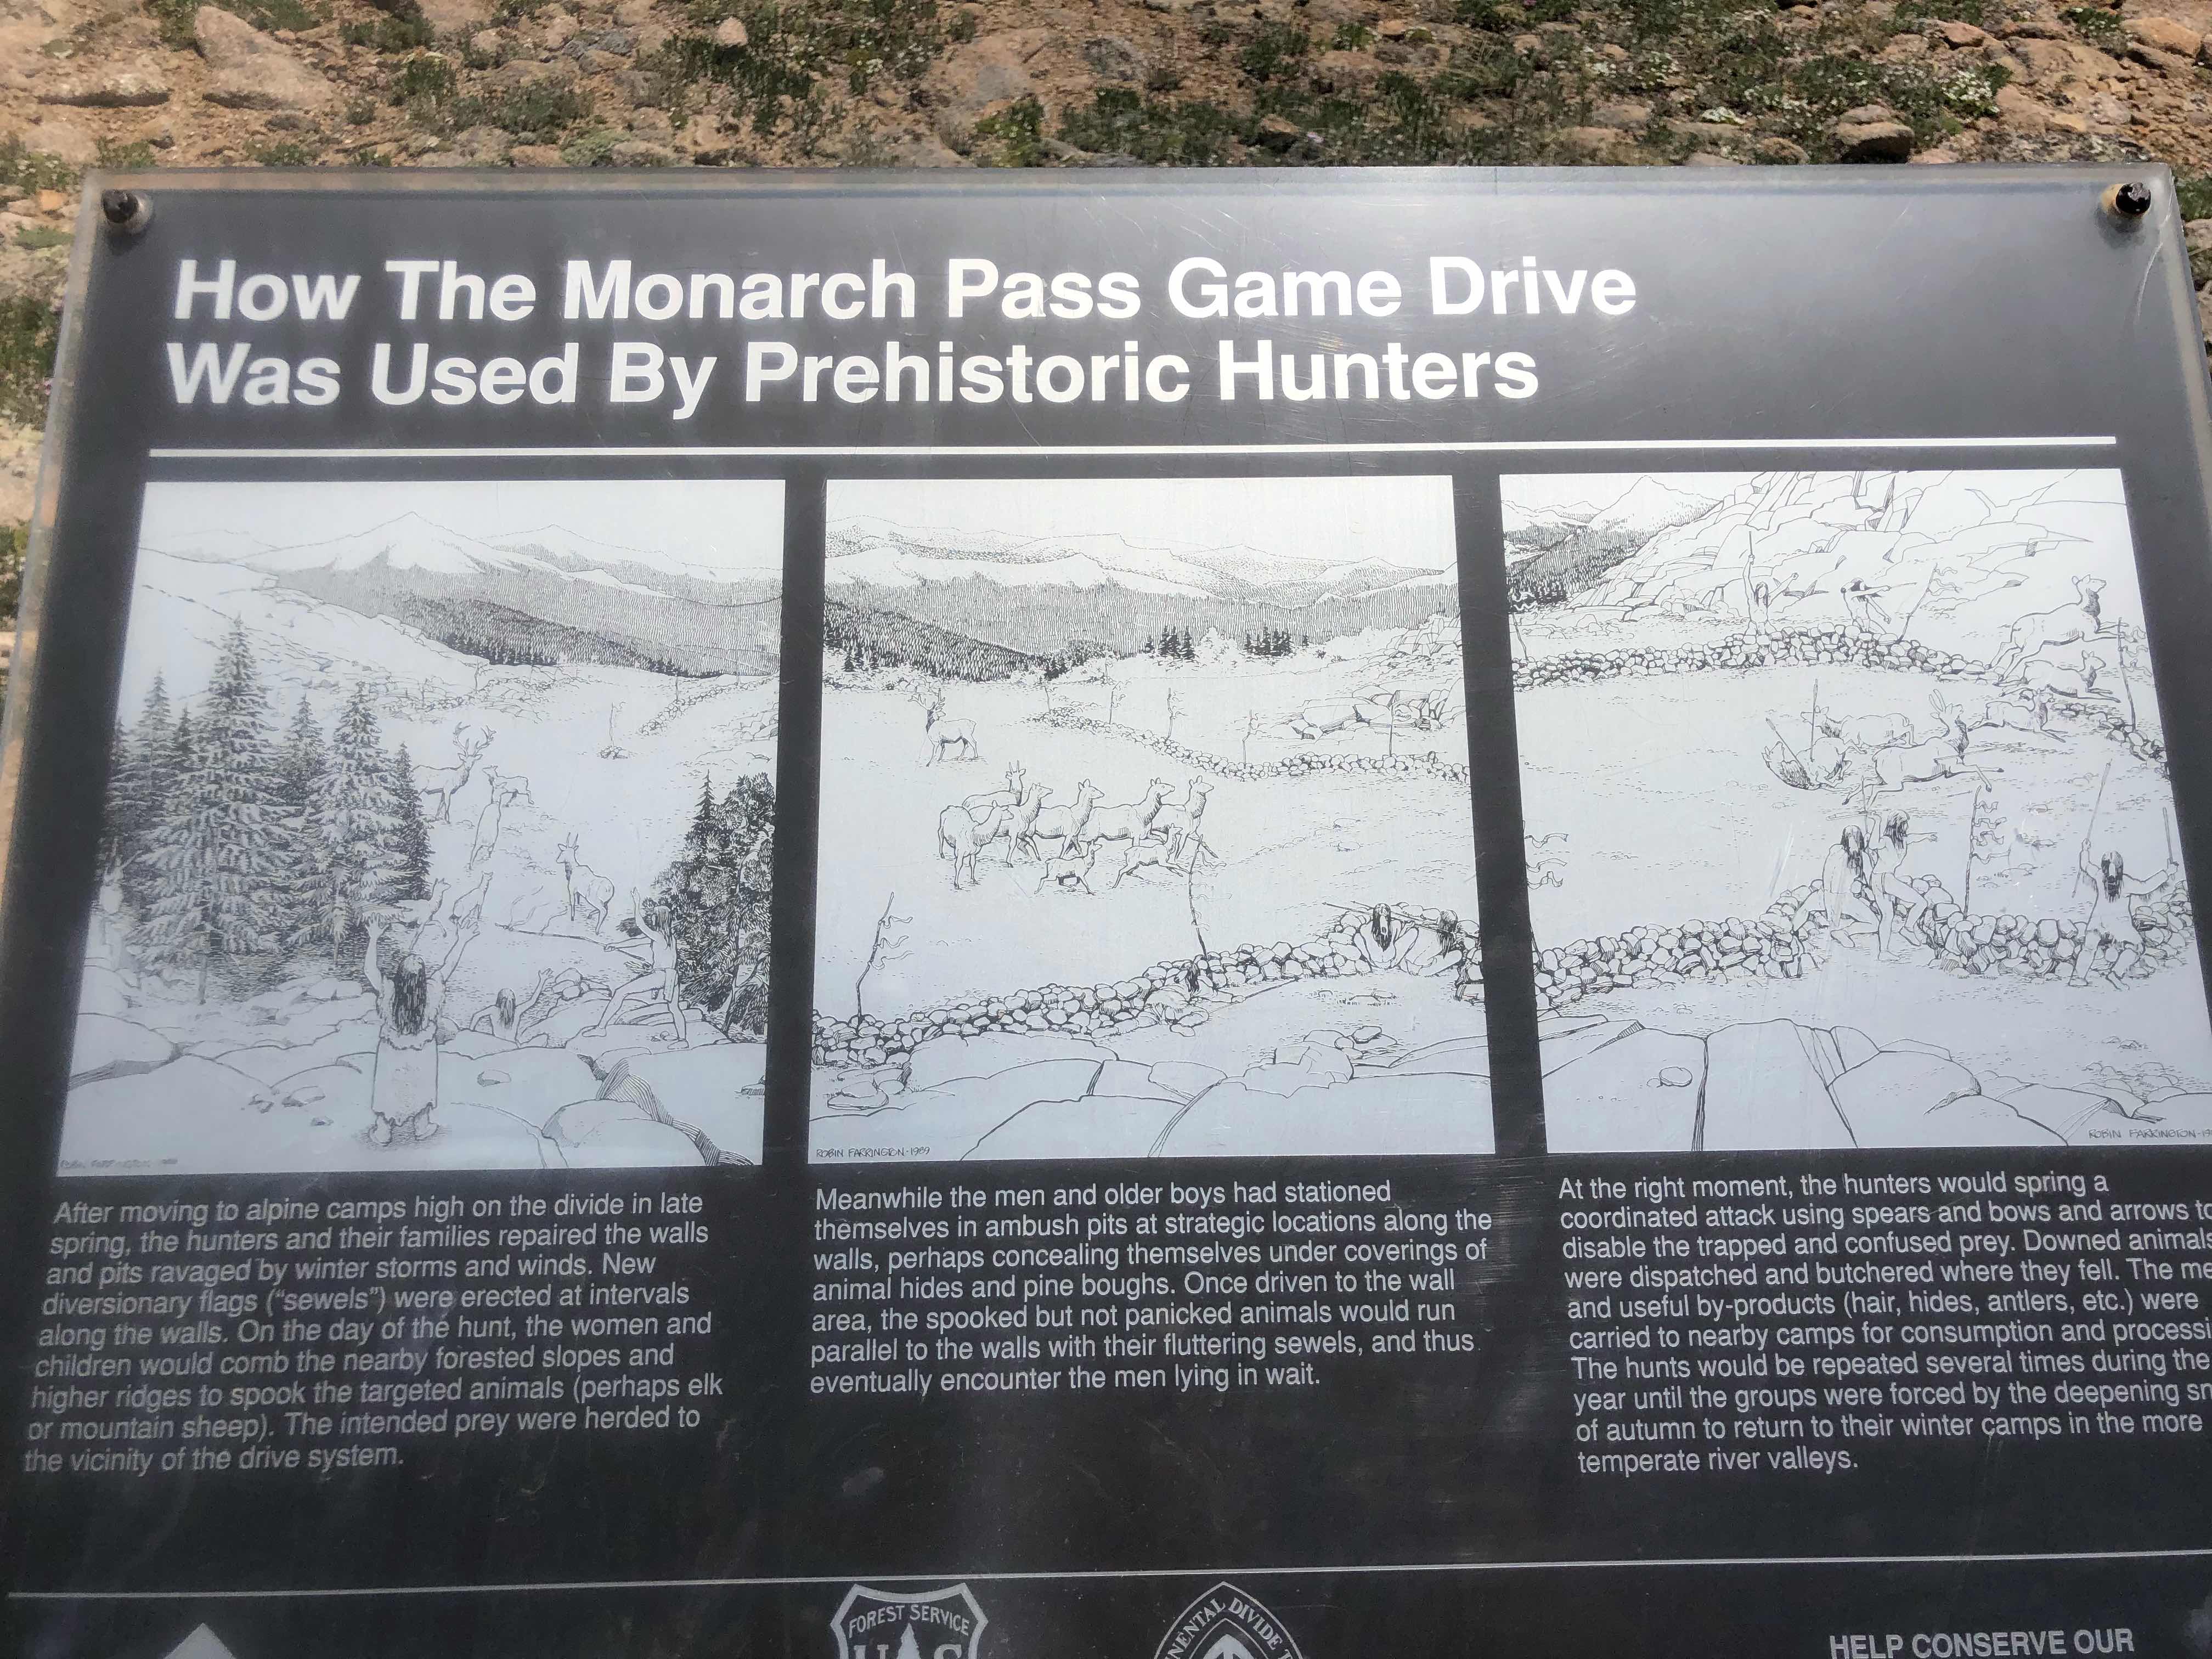 How The Monarch Pass Game Drive
Was Used By Prehistoric Hunters
ROBIN FARRINGTON-1989
ROBIN FARRINGTON
After moving to alpine camps high on the divide in late
spring, the hunters and their families repaired the walls
and pits ravaged by winter storms and winds. New
diversionary flags (“sewels”) were erected at intervals
along the walls. On the day of the hunt, the women and
children would comb the nearby forested slopes and
higher ridges to spook the targeted animals (perhaps elk
or mountain sheep). The intended prey were herded to
the vicinity of the drive system.
Meanwhile the men and older boys had stationed
themselves in ambush pits at strategic locations along the
walls, perhaps concealing themselves under coverings of
animal hides and pine boughs. Once driven to the wall
area, the spooked but not panicked animals would run
parallel to the walls with their fluttering sewels, and thus
eventually encounter the men lying in wait.
At the right moment, the hunters would spring a
coordinated attack using spears and bows and arrows to
disable the trapped and confused prey. Downed animals
were dispatched and butchered where they fell. The
and useful by-products (hair, hides, antlers, etc.) were
carried to nearby camps for consumption and
The hunts would be repeated several times during the
year until the groups were forced by the deepening
of autumn to return to their winter camps in the more
temperate river valleys.
FOREST SERVICE
U S
DIVIDE
HELP CONSERVE OUR